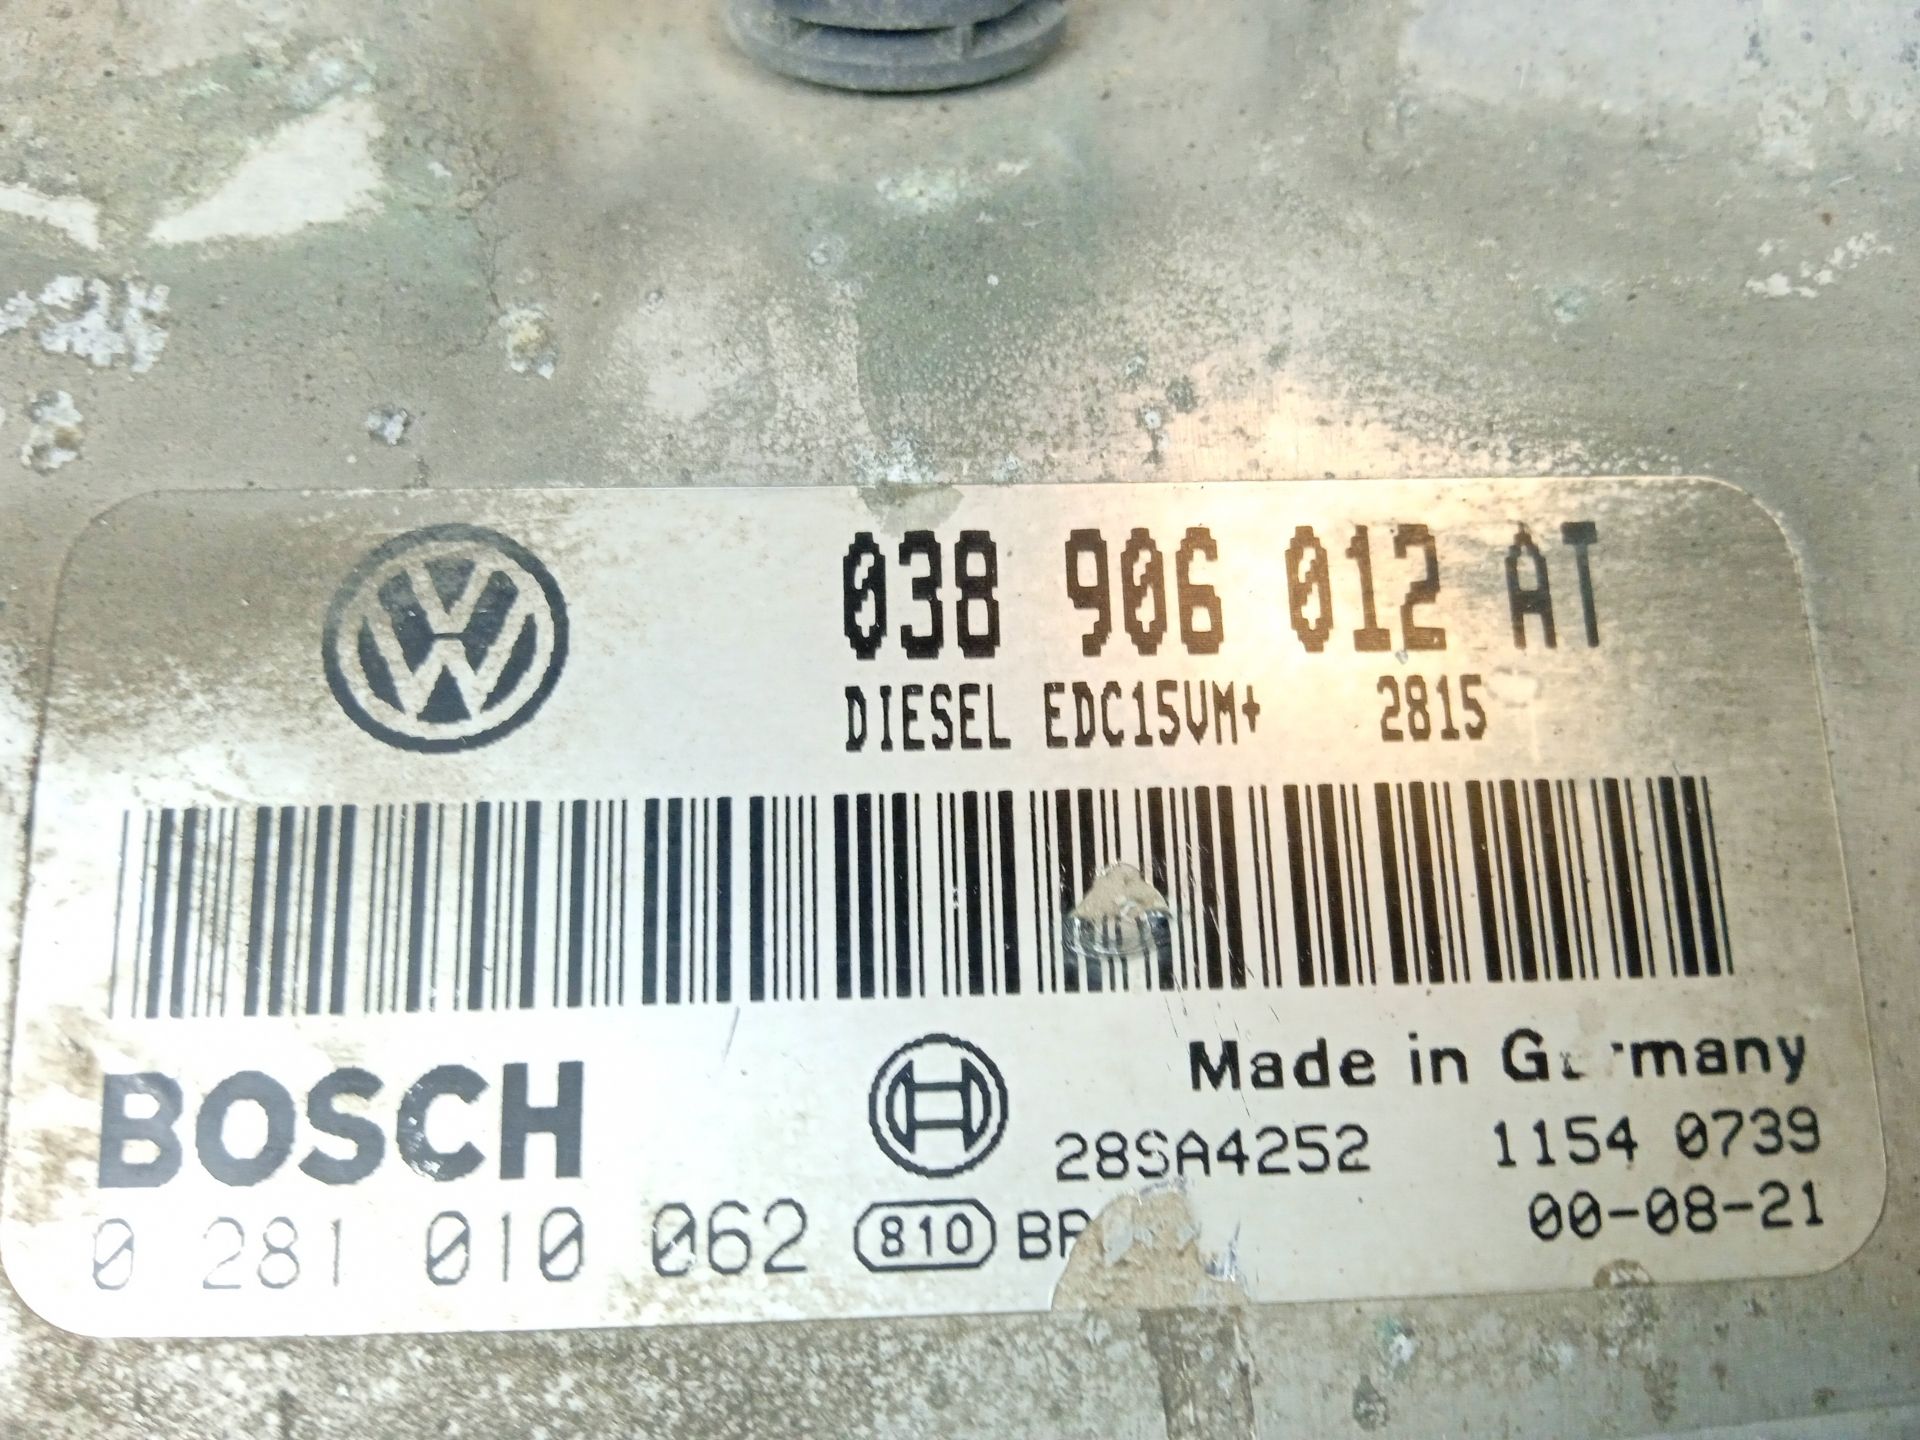 038 906 012 AT
DIESEL EDC15VM+ 2815
BOSCH
Made in Germany
28SA4252 1154 0739
0 281 010 062 810
00-08-21